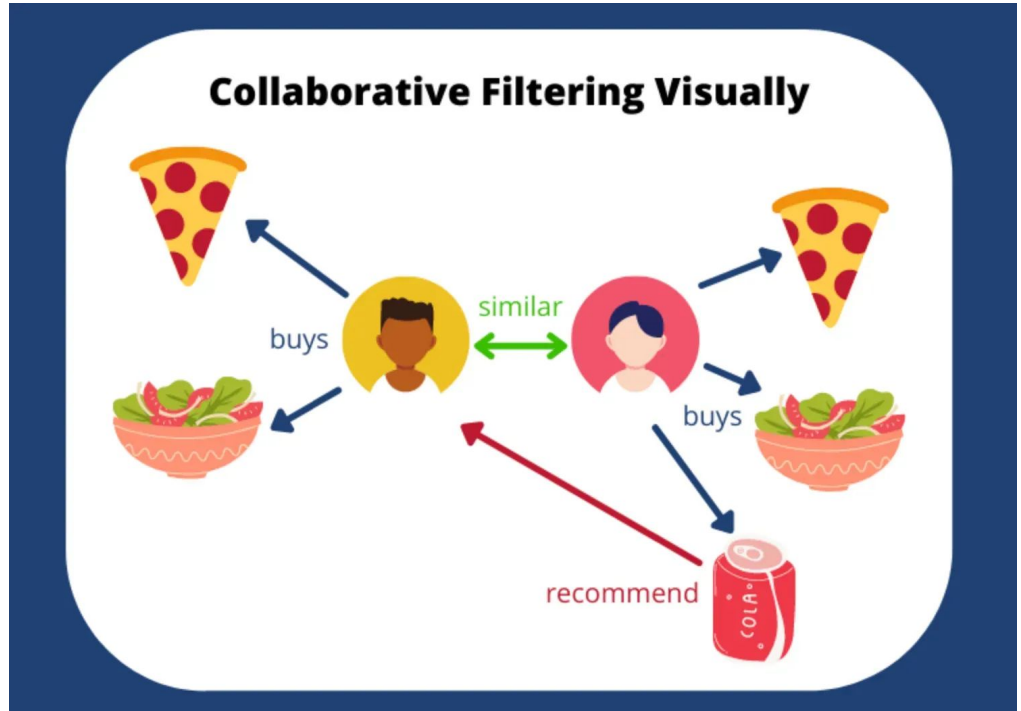 Collaborative Filtering Visually
similar
buys
buys
recommend
COLA